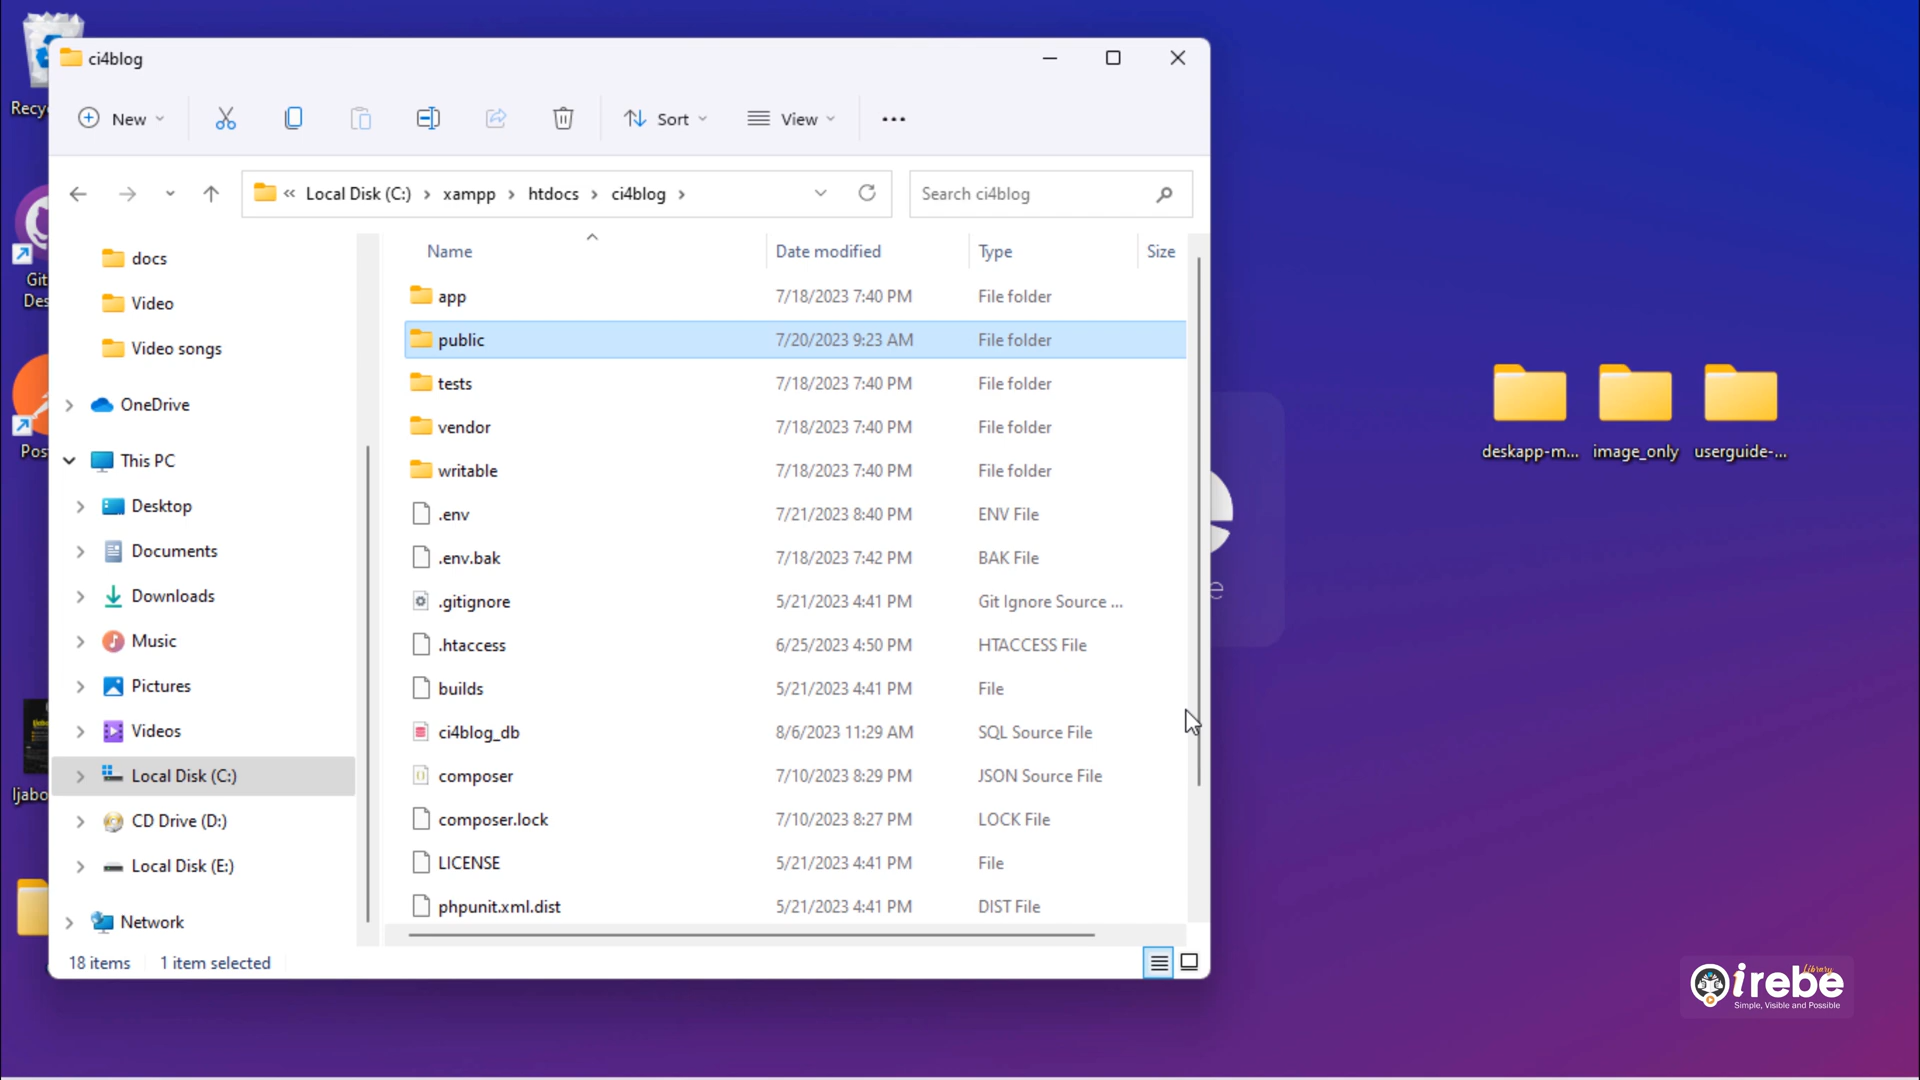 Recy
Git
Des
Pos
ljabo
ci4blog
New
Sort
View
« Local Disk (C:) › xampp › htdocs › ci4blog ›
Search ci4blog
docs
Video
Video songs
OneDrive
This PC
Desktop
Documents
Downloads
Music
Pictures
Videos
Local Disk (C:)
CD Drive (D:)
Local Disk (E:)
Network
Name Date modified Type Size
app 7/18/2023 7:40 PM File folder
public 7/20/2023 9:23 AM File folder
tests 7/18/2023 7:40 PM File folder
vendor 7/18/2023 7:40 PM File folder
writable 7/18/2023 7:40 PM File folder
.env 7/21/2023 8:40 PM ENV File
.env.bak 7/18/2023 7:42 PM BAK File
.gitignore 5/21/2023 4:41 PM Git Ignore Source ...
.htaccess 6/25/2023 4:50 PM HTACCESS File
builds 5/21/2023 4:41 PM File
ci4blog_db 8/6/2023 11:29 AM SQL Source File
composer 7/10/2023 8:29 PM JSON Source File
composer.lock 7/10/2023 8:27 PM LOCK File
LICENSE 5/21/2023 4:41 PM File
phpunit.xml.dist 5/21/2023 4:41 PM DIST File
18 items 1 item selected
e
deskapp-m... image_only userguide-...
irebe
Library
Simple, Visible and Possible